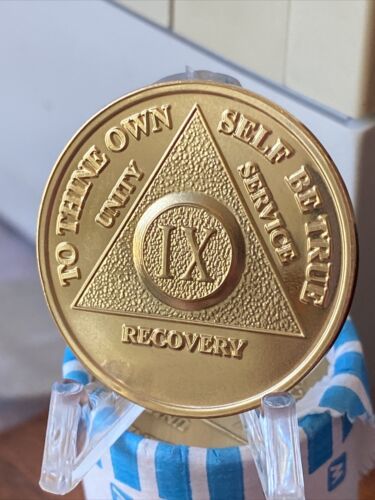 TO THINE OWN SELF BE TRUE
UNITY
SERVICE
IX
RECOVERY
M